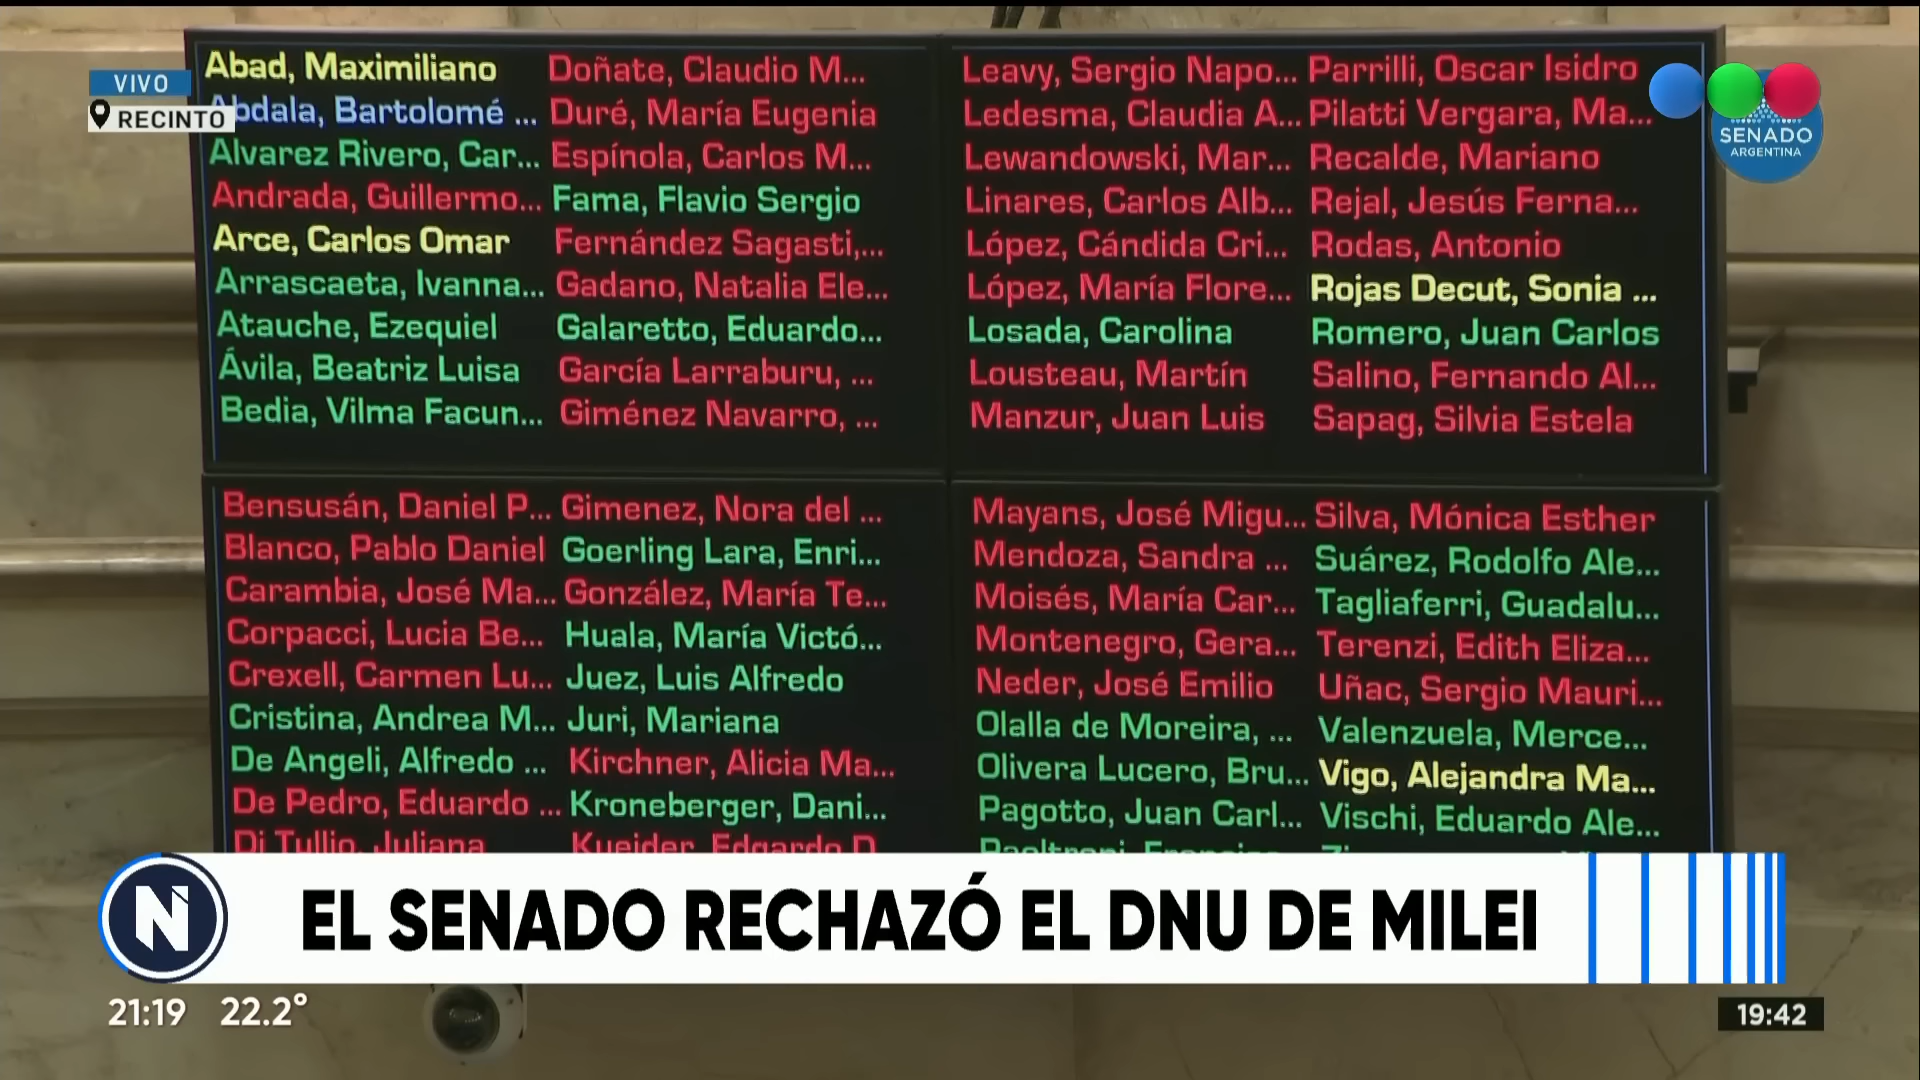 VIVO
RECINTO
Abad, Maximiliano
Abdala, Bartolomé ...
Alvarez Rivero, Car...
Andrada, Guillermo...
Arce, Carlos Omar
Arrascaeta, Ivanna...
Atauche, Ezequiel
Ávila, Beatriz Luisa
Bedia, Vilma Facun...
Bensusán, Daniel P...
Blanco, Pablo Daniel
Carambia, José Ma...
Corpacci, Lucia Be...
Crexell, Carmen Lu...
Cristina, Andrea M...
De Angeli, Alfredo ...
De Pedro, Eduardo ...
Di Tullio, Juliana
Doñate, Claudio M...
Duré, María Eugenia
Espínola, Carlos M...
Fama, Flavio Sergio
Fernández Sagasti,...
Gadano, Natalia Ele...
Galaretto, Eduardo...
García Larraburu, ...
Giménez Navarro, ...
Gimenez, Nora del ...
Goerling Lara, Enri...
González, María Te...
Huala, María Victó...
Juez, Luis Alfredo
Juri, Mariana
Kirchner, Alicia Ma...
Kroneberger, Dani...
Kueider, Edgardo D
Leavy, Sergio Napo...
Ledesma, Claudia A...
Lewandowski, Mar...
Linares, Carlos Alb...
López, Cándida Cri...
López, María Flore...
Losada, Carolina
Lousteau, Martín
Manzur, Juan Luis
Mayans, José Migu...
Mendoza, Sandra ...
Moisés, María Car...
Montenegro, Gera...
Neder, José Emilio
Olalla de Moreira, ...
Olivera Lucero, Bru...
Pagotto, Juan Carl...
Parrilli, Oscar Isidro
Pilatti Vergara, Ma...
Recalde, Mariano
Rejal, Jesús Ferna...
Rodas, Antonio
Rojas Decut, Sonia ...
Romero, Juan Carlos
Salino, Fernando Al...
Sapag, Silvia Estela
Silva, Mónica Esther
Suárez, Rodolfo Ale...
Tagliaferri, Guadalu...
Terenzi, Edith Eliza...
Uñac, Sergio Mauri...
Valenzuela, Merce...
Vigo, Alejandra Ma...
Vischi, Eduardo Ale...
SENADO
ARGENTINA
N
EL SENADO RECHAZÓ EL DNU DE MILEI
21:19 22.2°
19:42